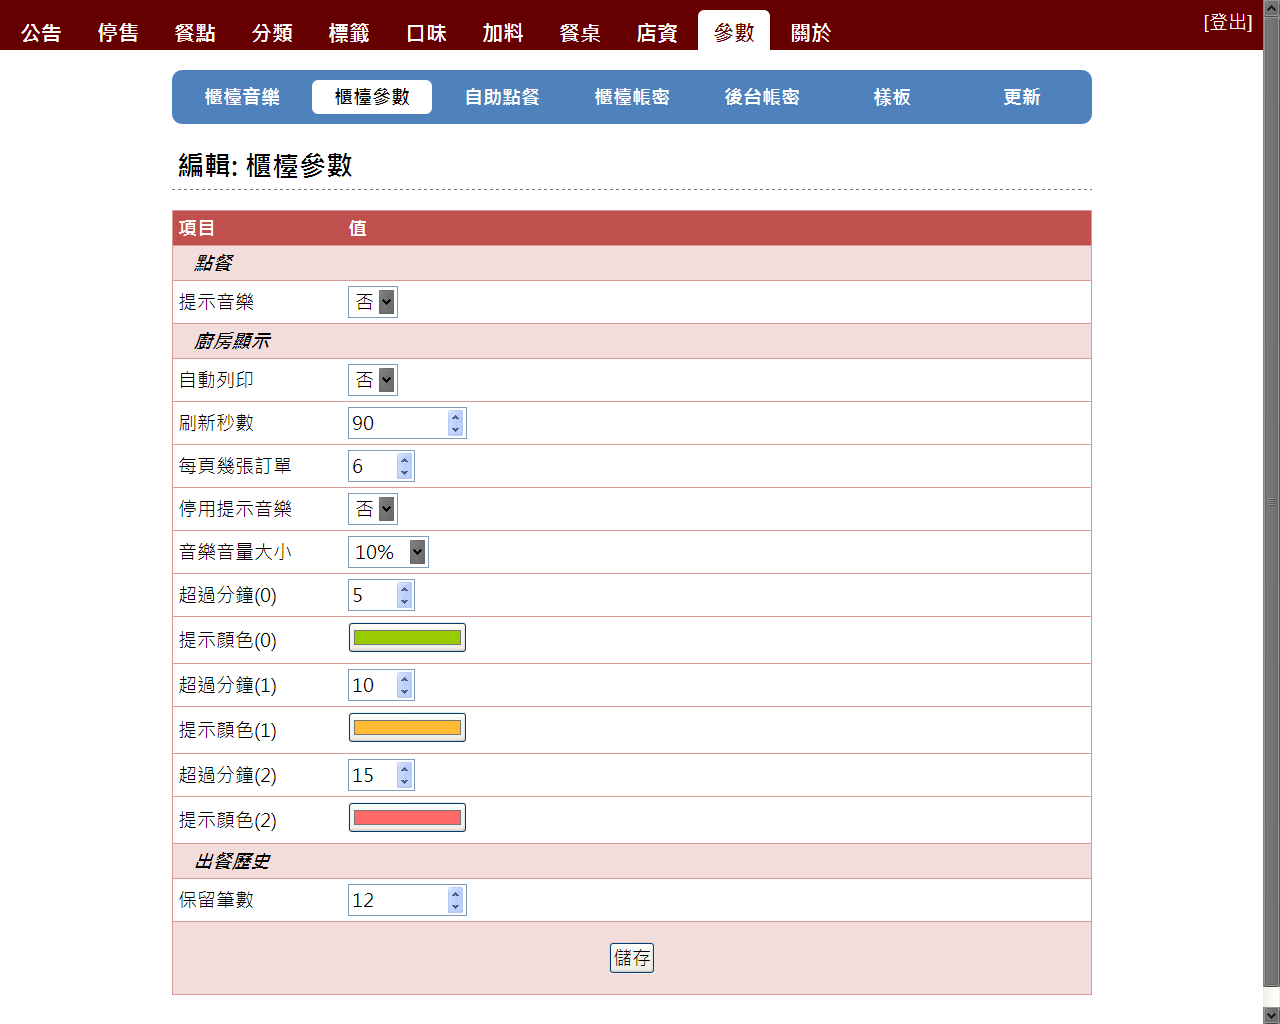 公告 停售 餐點 分類 標籤 口味 加料 餐桌 店資 參數 關於 [登出]
櫃檯音樂 櫃檯參數 自助點餐 櫃檯帳密 後台帳密 樣板 更新
編輯: 櫃檯參數
項目 值
點餐
提示音樂 否
廚房顯示
自動列印 否
刷新秒數 90
每頁幾張訂單 6
停用提示音樂 否
音樂音量大小 10%
超過分鐘(0) 5
提示顏色(0)
超過分鐘(1) 10
提示顏色(1)
超過分鐘(2) 15
提示顏色(2)
出餐歷史
保留筆數 12
儲存